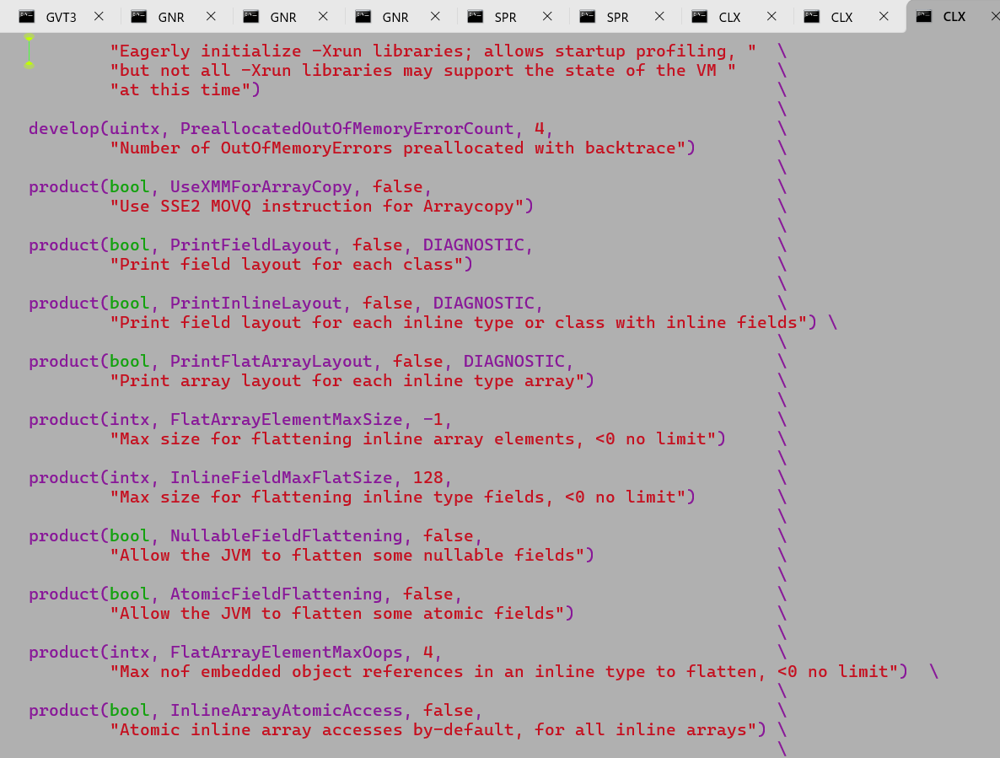 GVT3 GNR GNR GNR SPR SPR CLX CLX CLX
"Eagerly initialize -Xrun libraries; allows startup profiling, " \
"but not all -Xrun libraries may support the state of the VM " \
"at this time") \
\
develop(uintx, PreallocatedOutOfMemoryErrorCount, 4, \
"Number of OutOfMemoryErrors preallocated with backtrace") \
\
product(bool, UseXMMForArrayCopy, false, \
"Use SSE2 MOVQ instruction for Arraycopy") \
\
product(bool, PrintFieldLayout, false, DIAGNOSTIC, \
"Print field layout for each class") \
\
product(bool, PrintInlineLayout, false, DIAGNOSTIC, \
"Print field layout for each inline type or class with inline fields") \
\
product(bool, PrintFlatArrayLayout, false, DIAGNOSTIC, \
"Print array layout for each inline type array") \
\
product(intx, FlatArrayElementMaxSize, -1, \
"Max size for flattening inline array elements, <0 no limit") \
\
product(intx, InlineFieldMaxFlatSize, 128, \
"Max size for flattening inline type fields, <0 no limit") \
\
product(bool, NullableFieldFlattening, false, \
"Allow the JVM to flatten some nullable fields") \
\
product(bool, AtomicFieldFlattening, false, \
"Allow the JVM to flatten some atomic fields") \
\
product(intx, FlatArrayElementMaxOops, 4, \
"Max nof embedded object references in an inline type to flatten, <0 no limit") \
\
product(bool, InlineArrayAtomicAccess, false, \
"Atomic inline array accesses by-default, for all inline arrays") \
\